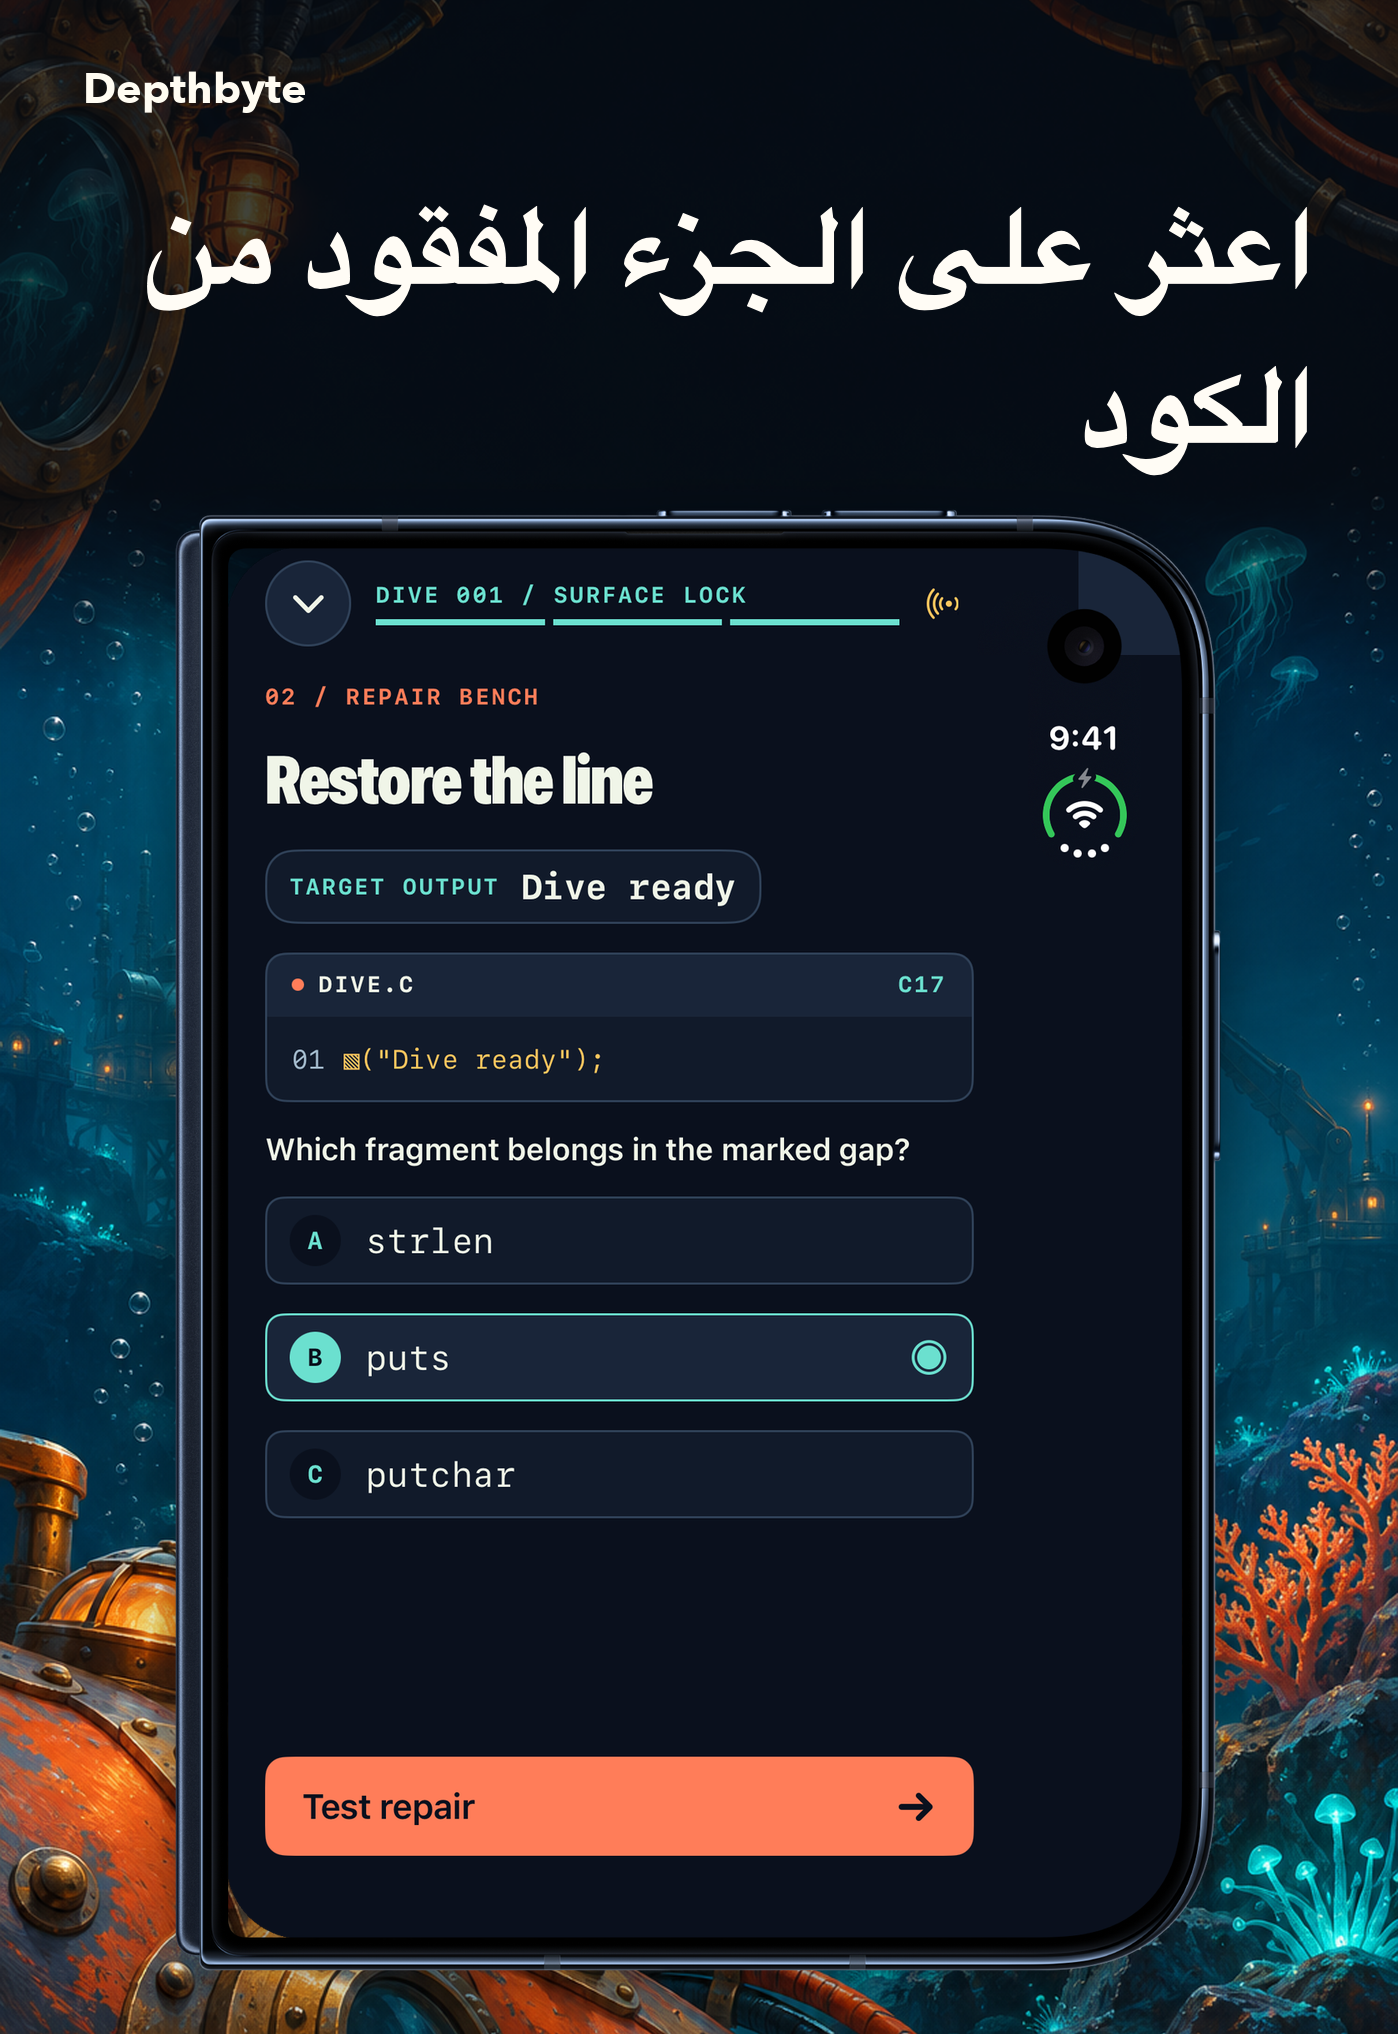 Depthbyte
اعثر على الجزء المفقود من
الكود
DIVE 001 / SURFACE LOCK
02 / REPAIR BENCH
9:41
Restore the line
TARGET OUTPUT Dive ready
DIVE.C C17
01 ▧("Dive ready");
Which fragment belongs in the marked gap?
A strlen
B puts
C putchar
Test repair →